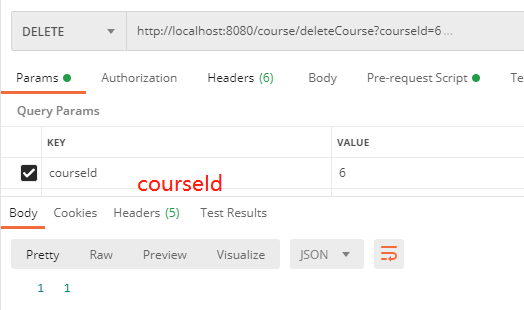 DELETE http://localhost:8080/course/deleteCourse?courseId=6 ...
Params Authorization Headers (6) Body Pre-request Script Te
Query Params
KEY VALUE
courseId 6
courseId
Body Cookies Headers (5) Test Results
Pretty Raw Preview Visualize JSON
1 1